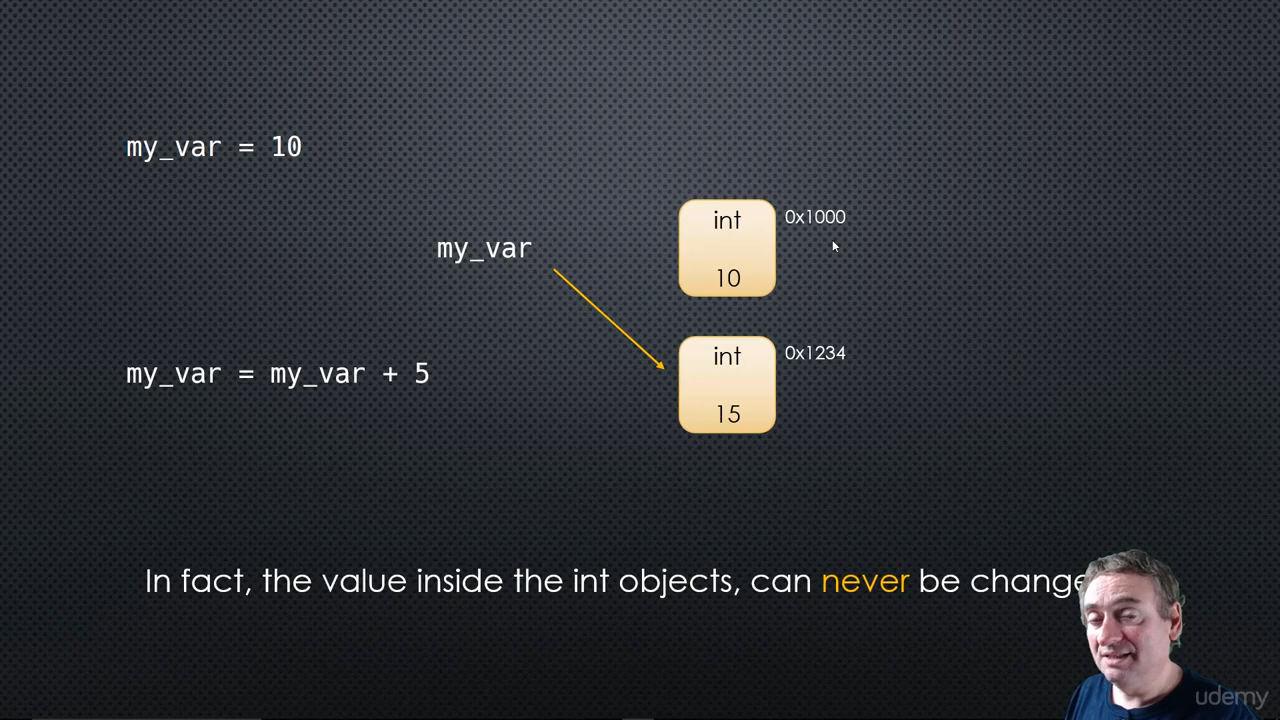 my_var = 10
int
0x1000
my_var
10
int
0x1234
my_var = my_var + 5
15
In fact, the value inside the int objects, can never be change
udemy